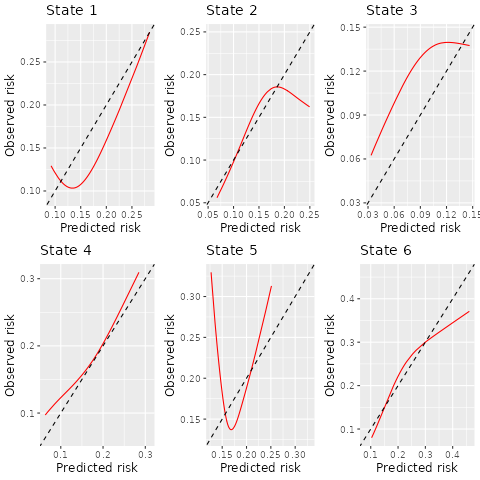 State 1
State 2
State 3
Observed risk
0.25
0.20
0.15
0.10
0.10
0.15
0.20
0.25
Predicted risk
Observed risk
0.25
0.20
0.15
0.10
0.05
0.05
0.10
0.15
0.20
0.25
Predicted risk
Observed risk
0.15
0.12
0.09
0.06
0.03
0.03
0.06
0.09
0.12
0.15
Predicted risk
State 4
State 5
State 6
Observed risk
0.3
0.2
0.1
0.1
0.2
0.3
Predicted risk
Observed risk
0.30
0.25
0.20
0.15
0.15
0.20
0.25
0.30
Predicted risk
Observed risk
0.4
0.3
0.2
0.1
0.1
0.2
0.3
0.4
Predicted risk